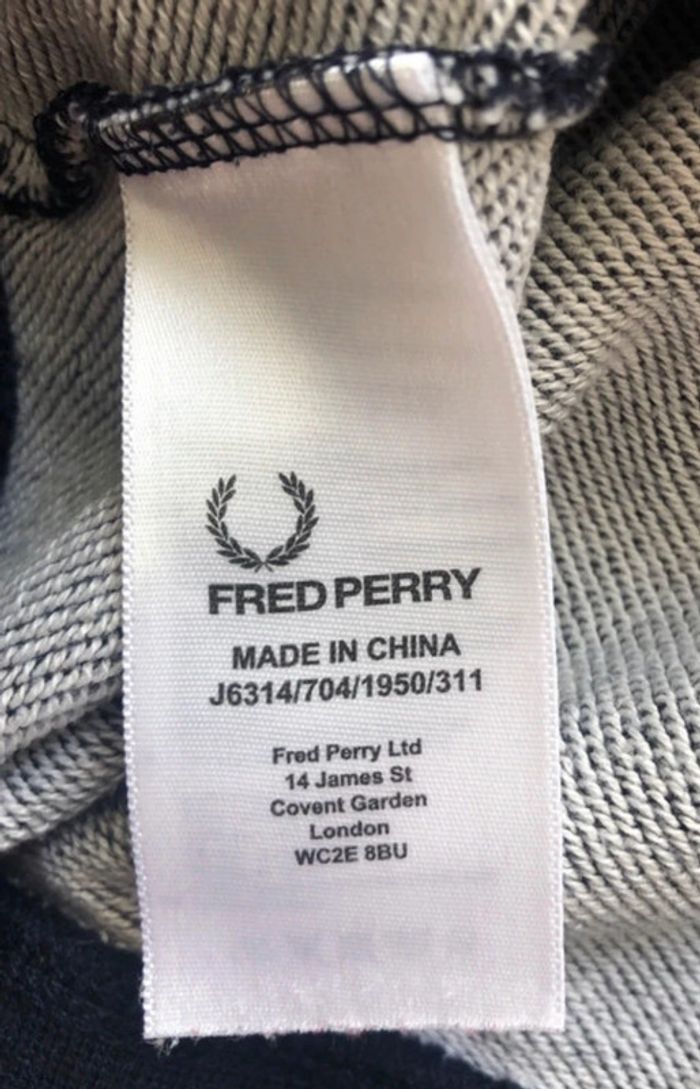 FRED PERRY
MADE IN CHINA
J6314/704/1950/311
Fred Perry Ltd
14 James St
Covent Garden
London
WC2E 8BU